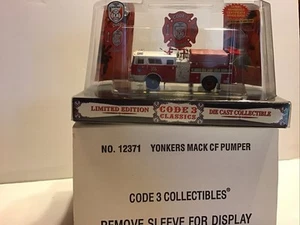 LIMITED EDITION
CODE 3
CLASSICS
DIE CAST COLLECTIBLE
NO. 12371 YONKERS MACK CF PUMPER
CODE 3 COLLECTIBLES®
REMOVE SLEEVE FOR DISPLAY